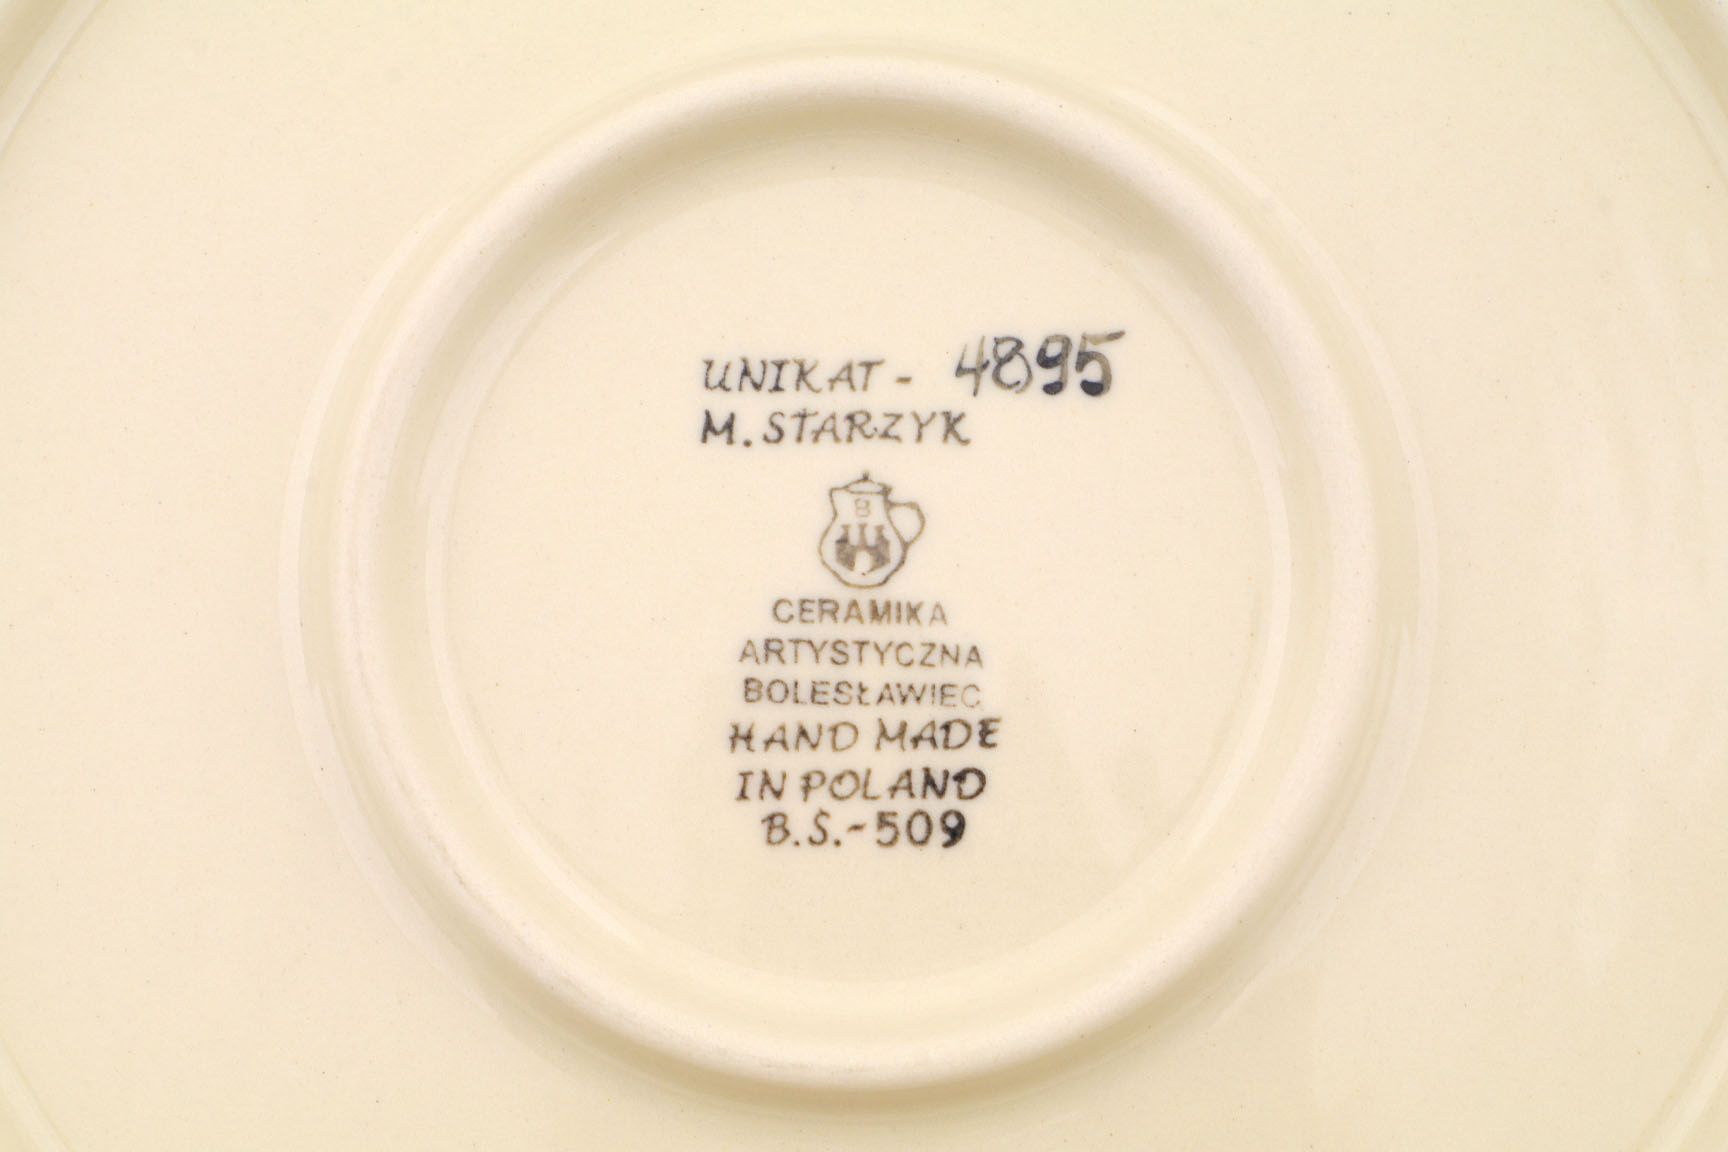 UNIKAT - 4895
M. STARZYK
B
CERAMIKA
ARTYSTYCZNA
BOLESŁAWIEC
HAND MADE
IN POLAND
B.Ś.-509